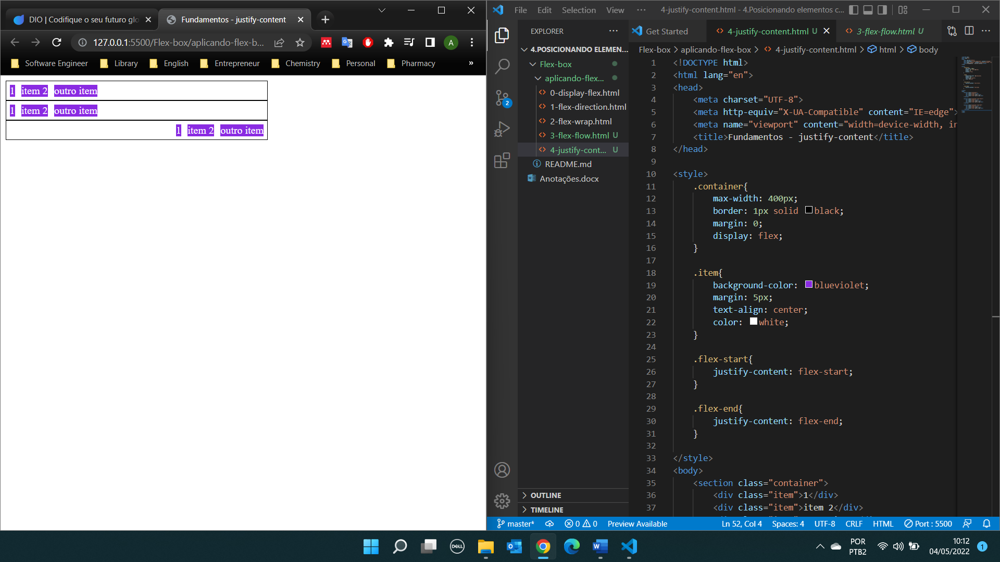 DIO | Codifique o seu futuro glo
Fundamentos - justify-content
127.0.0.1:5500/Flex-box/aplicando-flex-b...
A
Software Engineer
Library
English
Entrepreneur
Chemistry
Personal
Pharmacy
»
1 item 2 outro item
1 item 2 outro item
1 item 2 outro item
File Edit Selection View ··· 4-justify-content.html - 4.Posicionando elementos c...
EXPLORER ···
4.POSICIONANDO ELEMEN...
Flex-box
aplicando-flex...
0-display-flex.html
1-flex-direction.html
2-flex-wrap.html
3-flex-flow.html U
4-justify-cont... U
README.md
Anotações.docx
OUTLINE
TIMELINE
2
Get Started
4-justify-content.html U
3-flex-flow.html U
Flex-box > aplicando-flex-box > 4-justify-content.html > html > body
1 <!DOCTYPE html>
2 <html lang="en">
3 <head>
4 <meta charset="UTF-8">
5 <meta http-equiv="X-UA-Compatible" content="IE=edge">
6 <meta name="viewport" content="width=device-width, in
7 <title>Fundamentos - justify-content</title>
8 </head>
9
10 <style>
11 .container{
12 max-width: 400px;
13 border: 1px solid black;
14 margin: 0;
15 display: flex;
16 }
17
18 .item{
19 background-color: blueviolet;
20 margin: 5px;
21 text-align: center;
22 color: white;
23 }
24
25 .flex-start{
26 justify-content: flex-start;
27 }
28
29 .flex-end{
30 justify-content: flex-end;
31 }
32
33 </style>
34 <body>
35 <section class="container">
36 <div class="item">1</div>
37 <div class="item">item 2</div>
master* 0 0 Preview Available Ln 52, Col 4 Spaces: 4 UTF-8 CRLF HTML Port : 5500
DELL
W
POR
PTB2
10:12
04/05/2022
1